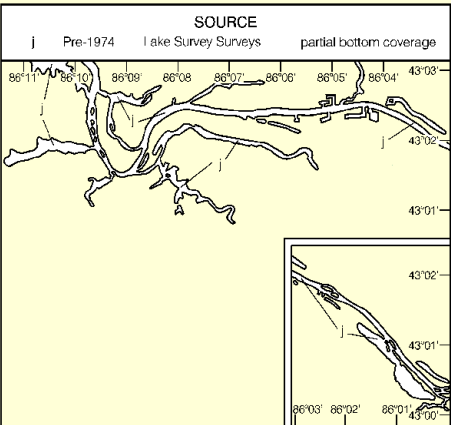 SOURCE
j Pre-1974 Lake Survey Surveys partial bottom coverage
86°11' 86°10' 86°09' 86°08' 86°07' 86°06' 86°05' 86°04' 43°03'
j
j
j
43°02'
j
j
43°01'
43°02'
j
43°01'
86°03' 86°02' 86°01' 43°00'